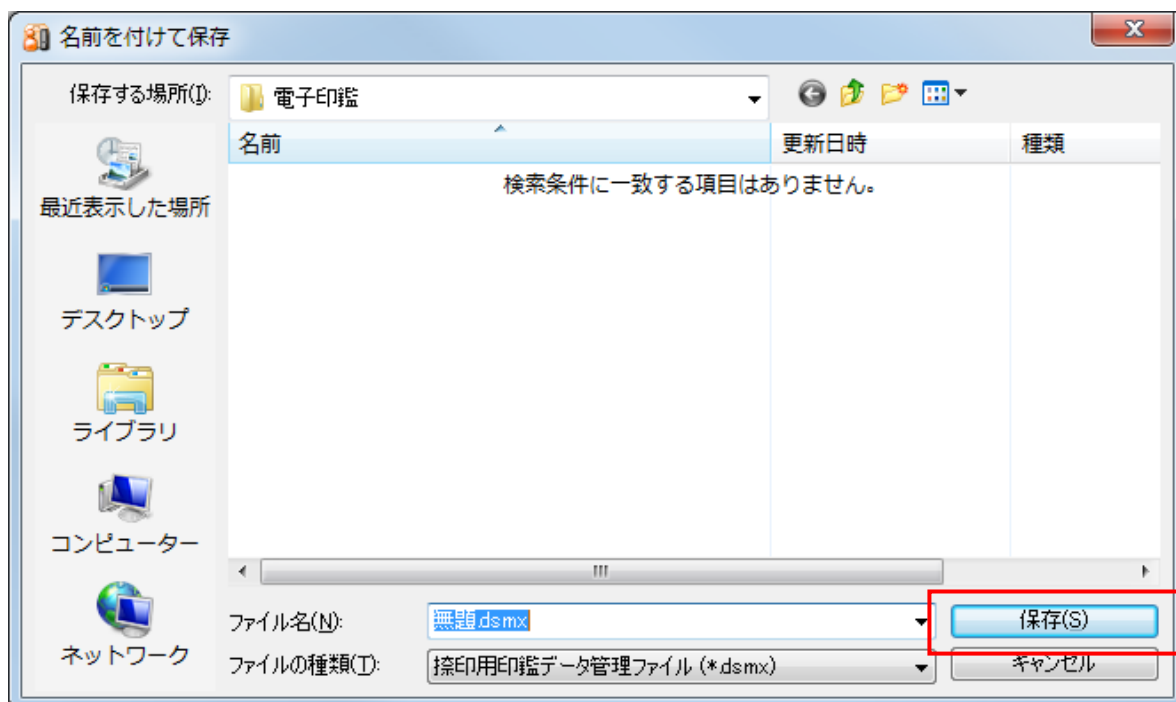 名前を付けて保存
保存する場所(I):
電子印鑑
名前
更新日時
種類
検索条件に一致する項目はありません。
最近表示した場所
デスクトップ
ライブラリ
コンピューター
ネットワーク
ファイル名(N):
無題.dsmx
保存(S)
ファイルの種類(T):
捺印用印鑑データ管理ファイル (*.dsmx)
キャンセル